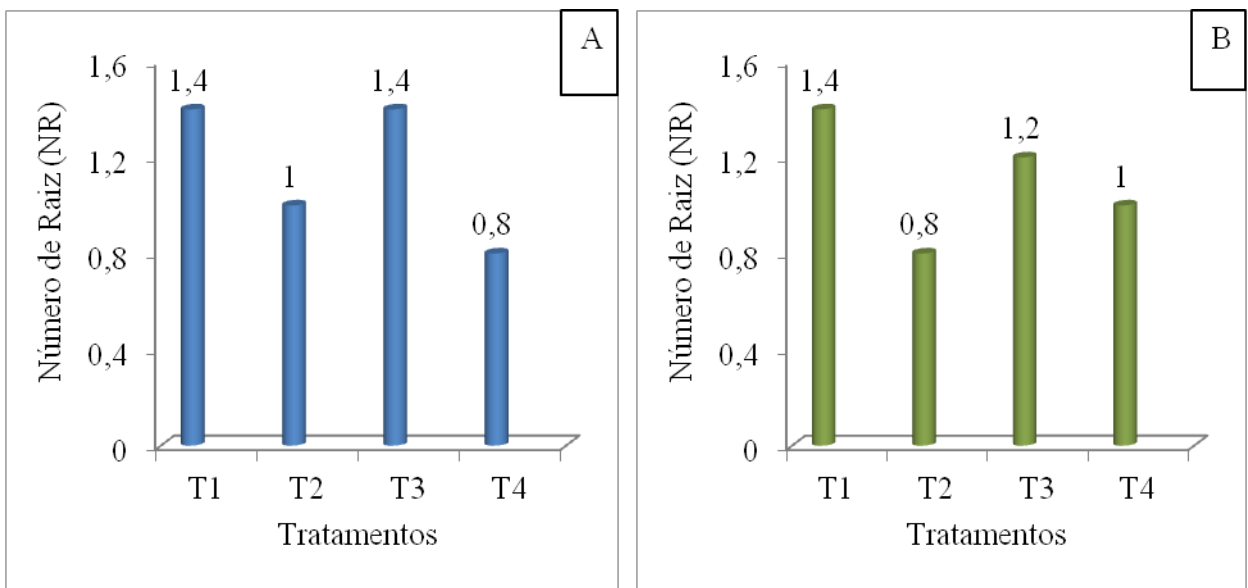 A
Número de Raiz (NR)
1,6
1,2
0,8
0,4
0
1,4
1
1,4
0,8
T1 T2 T3 T4
Tratamentos
B
Número de Raiz (NR)
1,6
1,2
0,8
0,4
0
1,4
0,8
1,2
1
T1 T2 T3 T4
Tratamentos